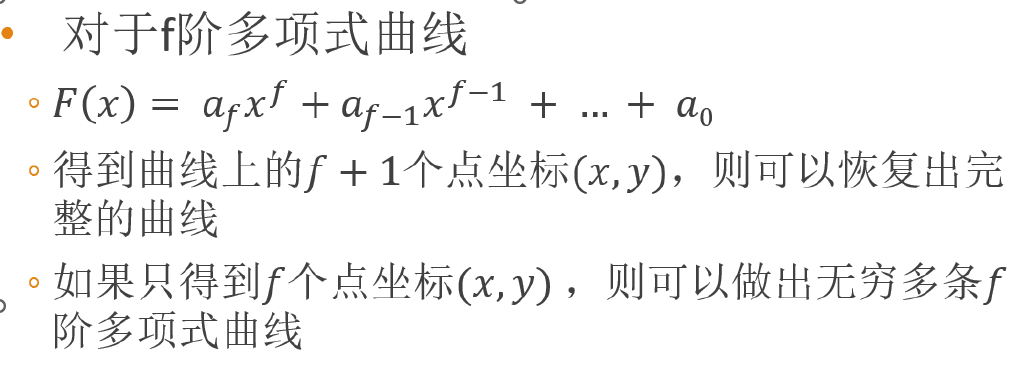 • 对于f阶多项式曲线
◦ F(x) = a_f x^f + a_{f−1} x^{f−1} + … + a_0
◦ 得到曲线上的f + 1个点坐标(x, y)，则可以恢复出完
整的曲线
◦ 如果只得到f个点坐标(x, y) ，则可以做出无穷多条f
阶多项式曲线